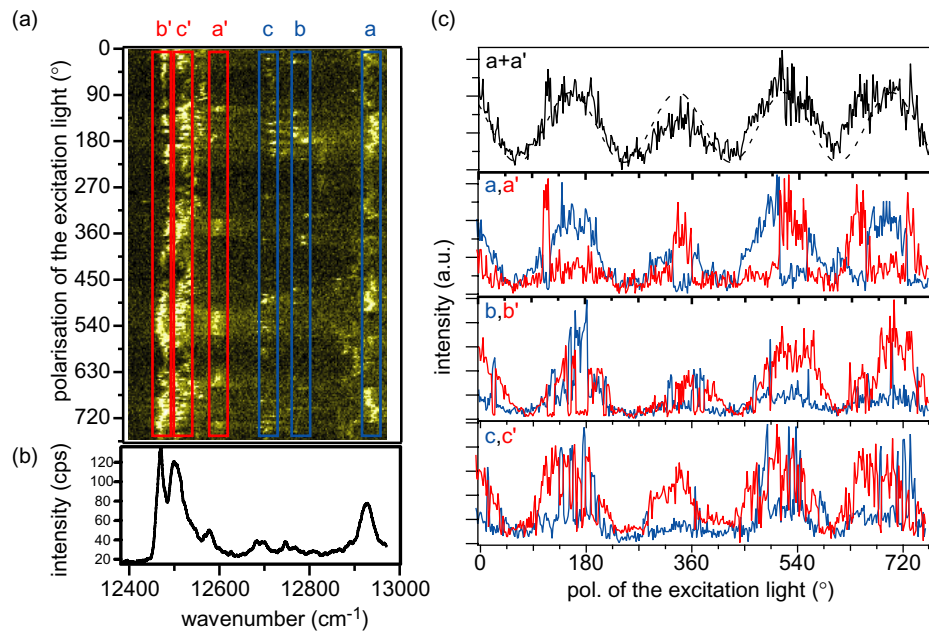 (a)
b' c' a' c b a
polarisation of the excitation light (°)
0
90
180
270
360
450
540
630
720
(b)
intensity (cps)
120
100
80
60
40
20
12400 12600 12800 13000
wavenumber (cm-1)
(c)
a+a'
a,a'
b,b'
c,c'
intensity (a.u.)
0 180 360 540 720
pol. of the excitation light (°)